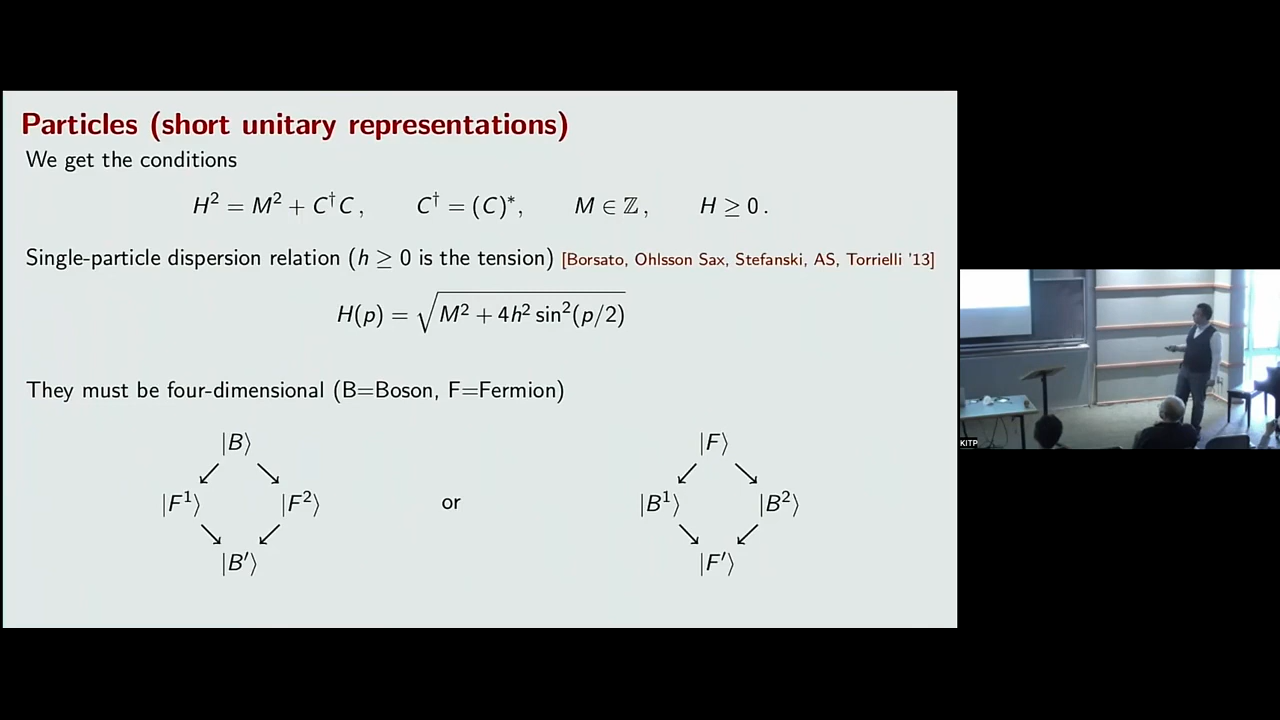 Particles (short unitary representations)
We get the conditions
H² = M² + C†C ,    C† = (C)* ,    M ∈ ℤ ,    H ≥ 0 .
Single-particle dispersion relation (h ≥ 0 is the tension) [Borsato, Ohlsson Sax, Stefanski, AS, Torrielli '13]
H(p) = √(M² + 4h² sin²(p/2))
They must be four-dimensional (B=Boson, F=Fermion)
|B⟩    |F⟩
↙ ↘    ↙ ↘
|F¹⟩    |F²⟩    or    |B¹⟩    |B²⟩
↘ ↙    ↘ ↙
|B′⟩    |F′⟩
KITP